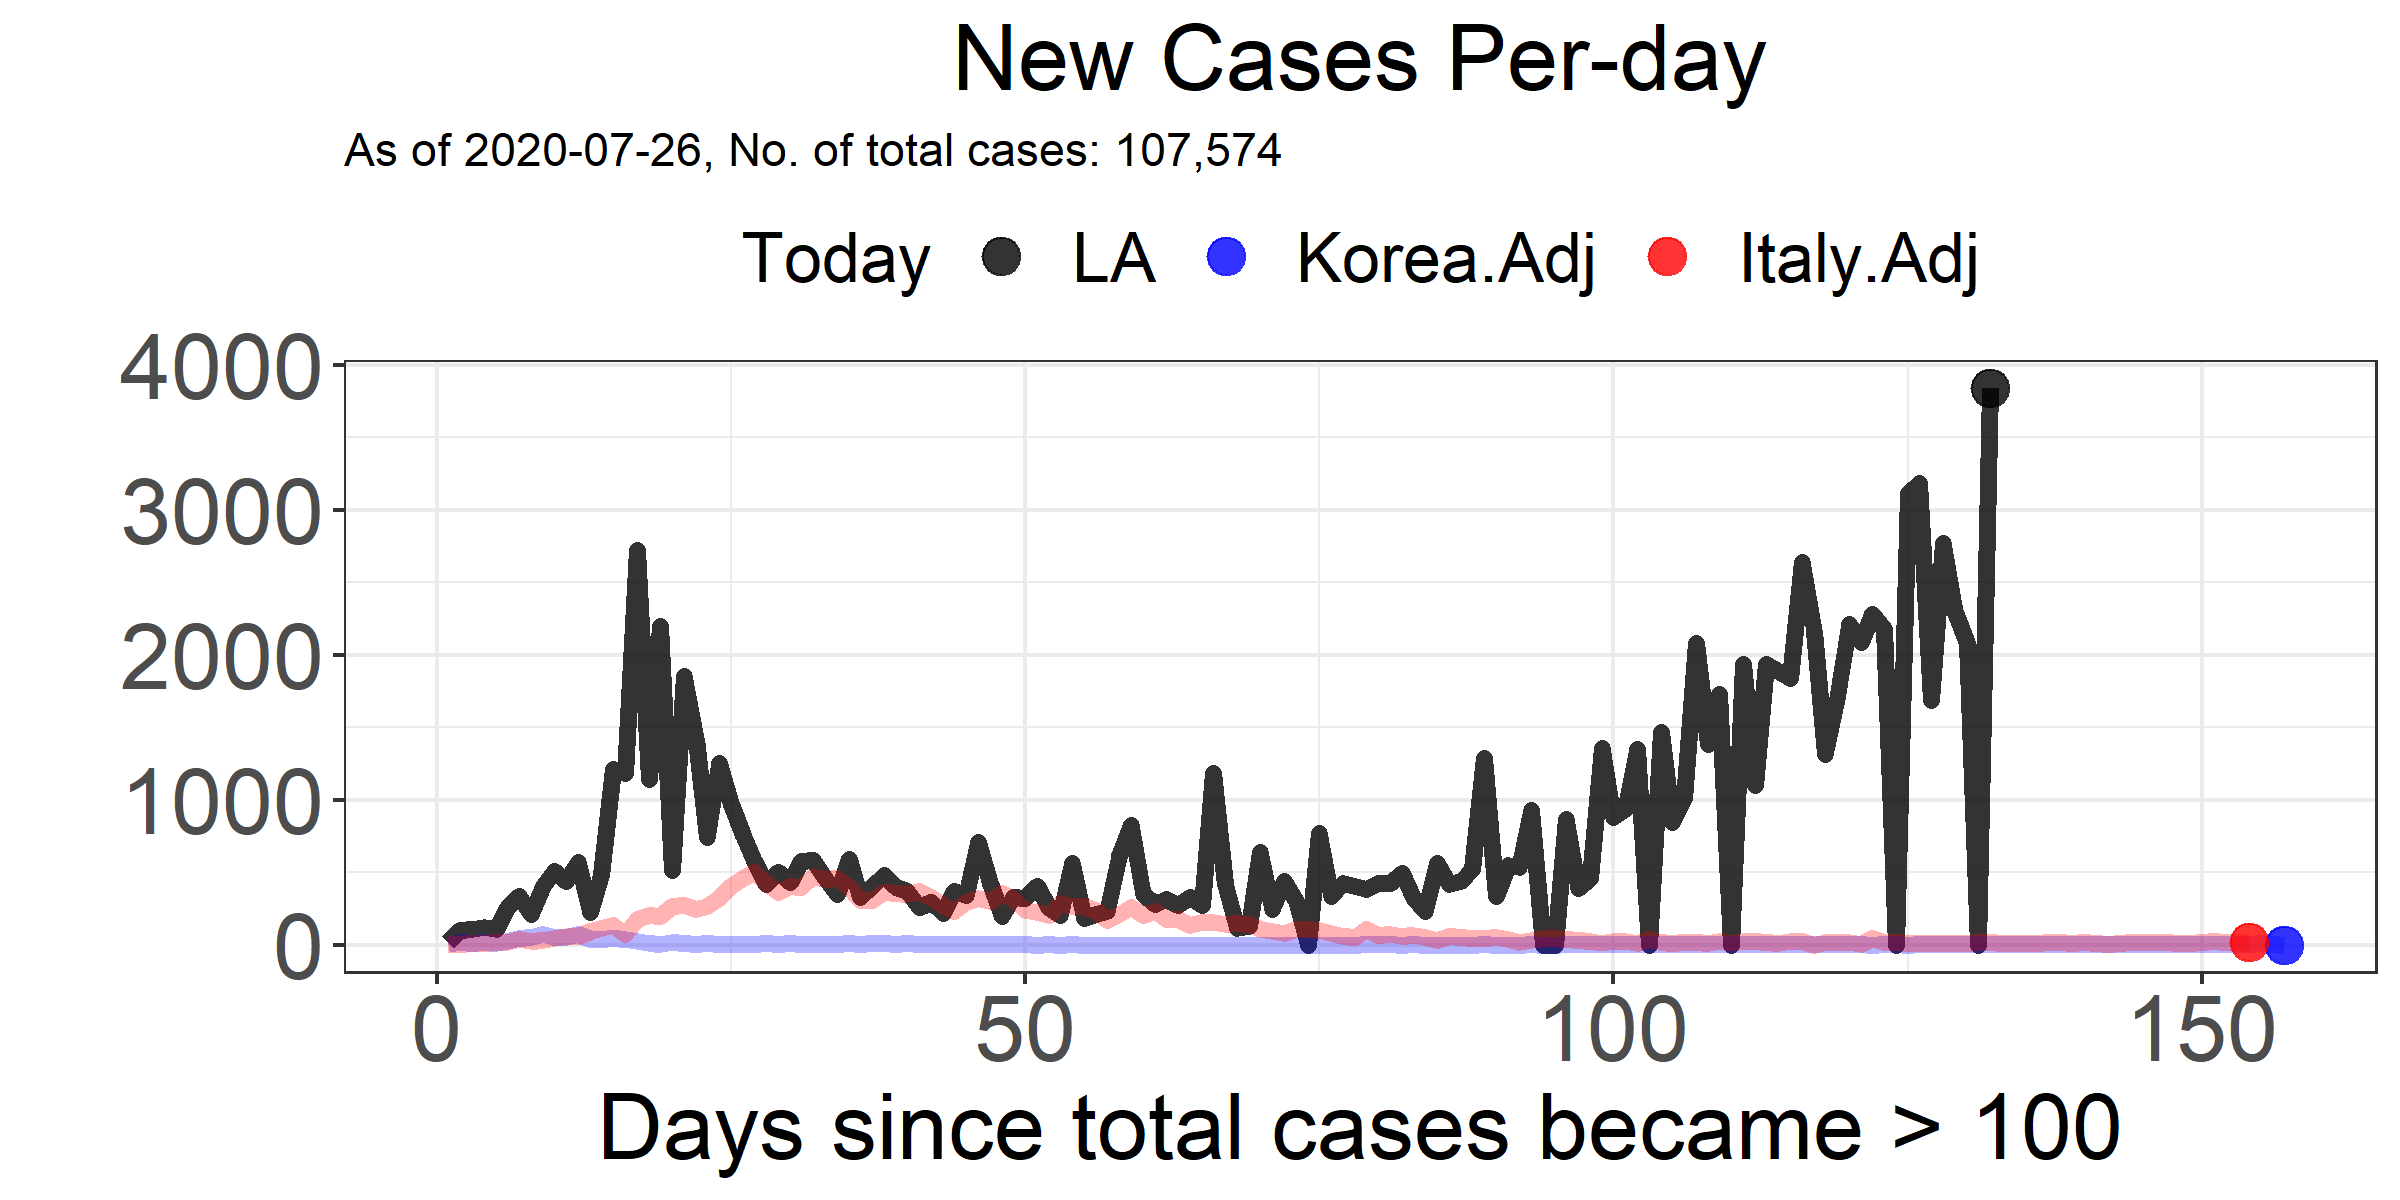 New Cases Per-day
As of 2020-07-26, No. of total cases: 107,574
Today LA Korea.Adj Italy.Adj
4000
3000
2000
1000
0
0 50 100 150
Days since total cases became > 100